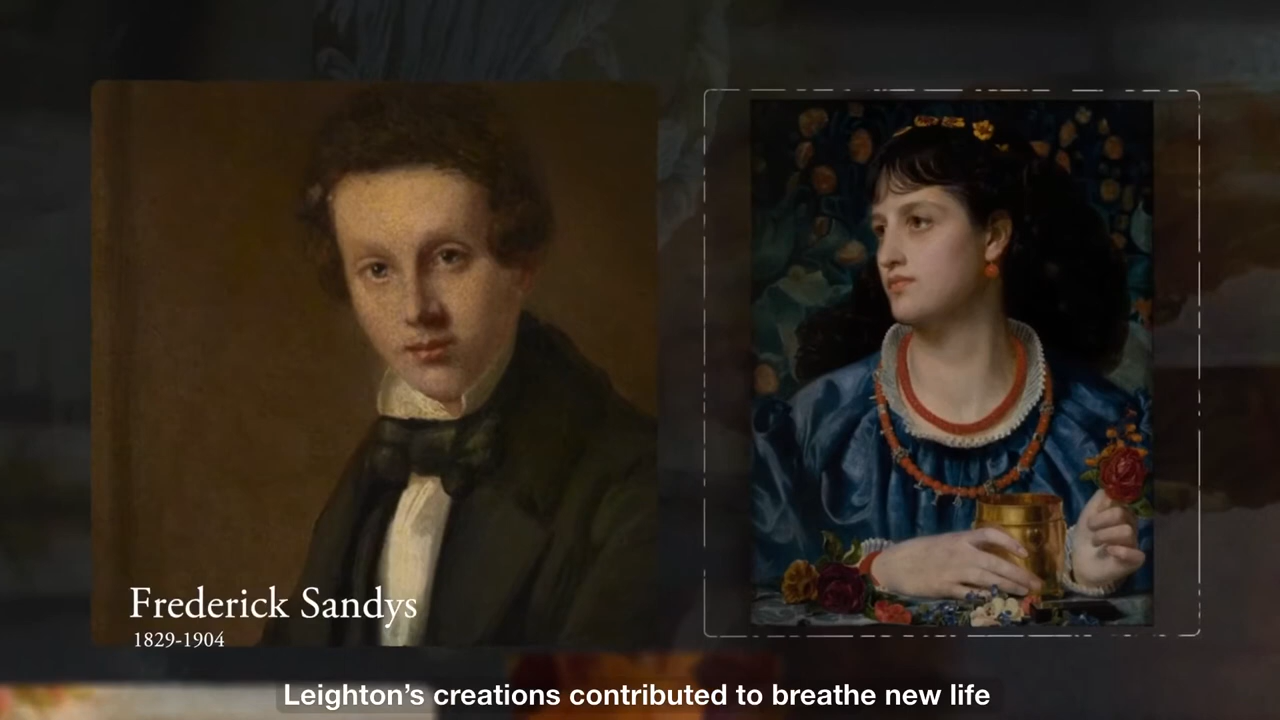 Frederick Sandys
1829-1904
Leighton’s creations contributed to breathe new life